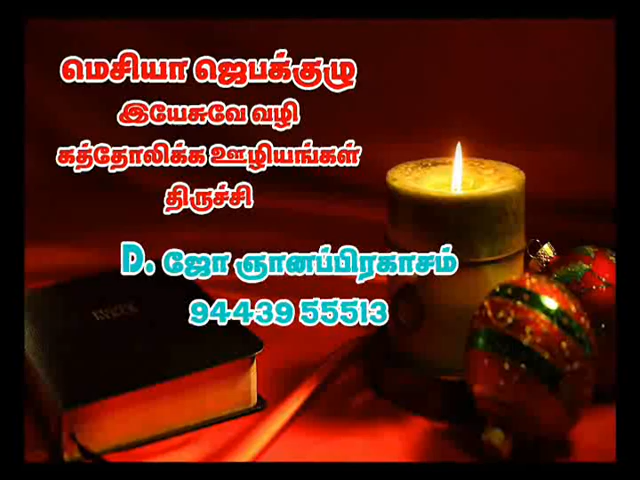 மெசியா ஜெபக்குழு
இயேசுவே வழி
கத்தோலிக்க ஊழியங்கள்
திருச்சி
D. ஜோ ஞானப்பிரகாசம்
94439 55513